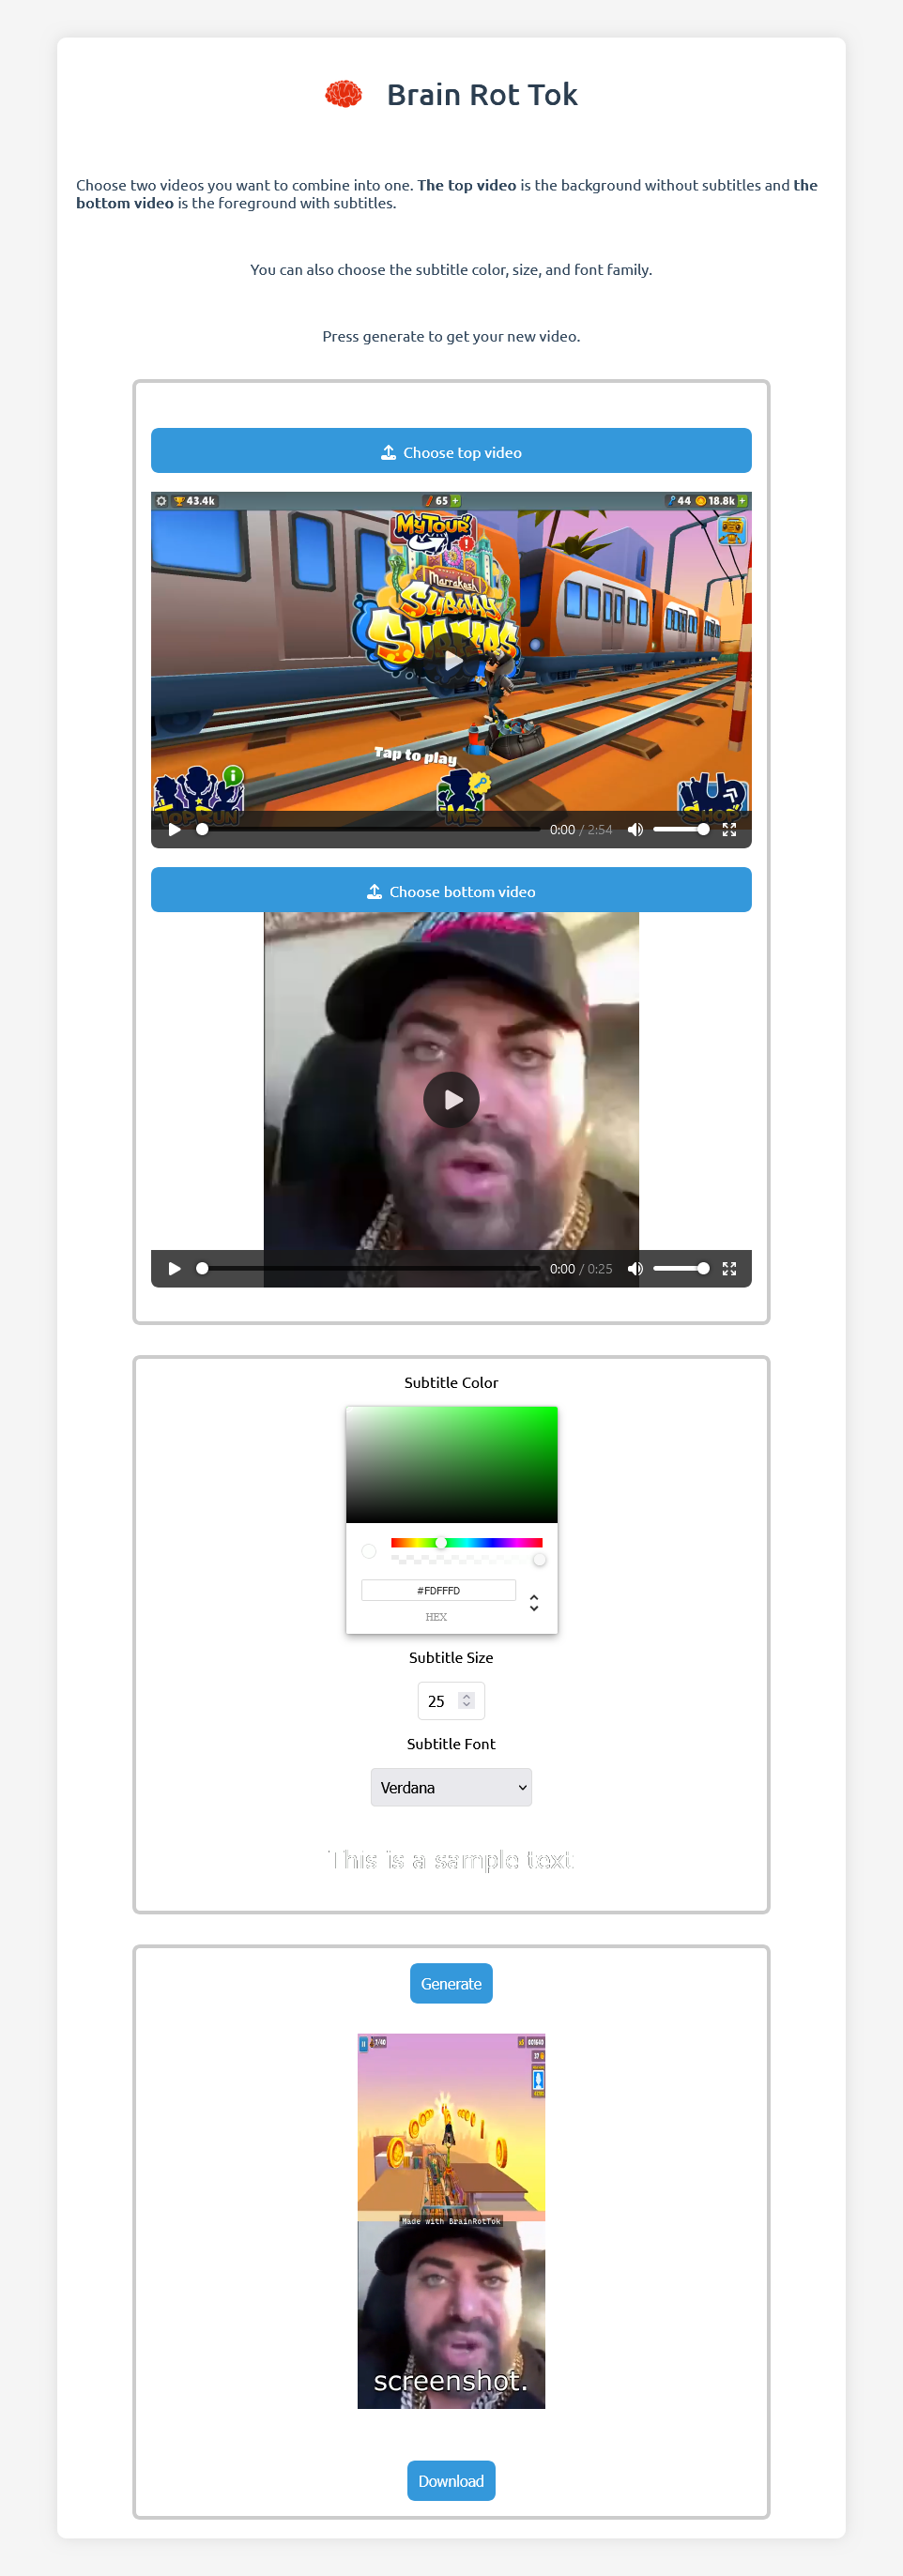 Brain Rot Tok
Choose two videos you want to combine into one. The top video is the background without subtitles and the
bottom video is the foreground with subtitles.
You can also choose the subtitle color, size, and font family.
Press generate to get your new video.
Choose top video
43.4k
65
44 18.8k
MyTOUR
Marrakesh
SUBWAY
SURFERS
Tap to play
TOP RUN
ME
SHOP
0:00 / 2:54
Choose bottom video
0:00 / 0:25
Subtitle Color
#FDFFFD
HEX
Subtitle Size
25
Subtitle Font
Verdana
This is a sample text
Generate
37
Made with BrainRotTok
screenshot.
Download